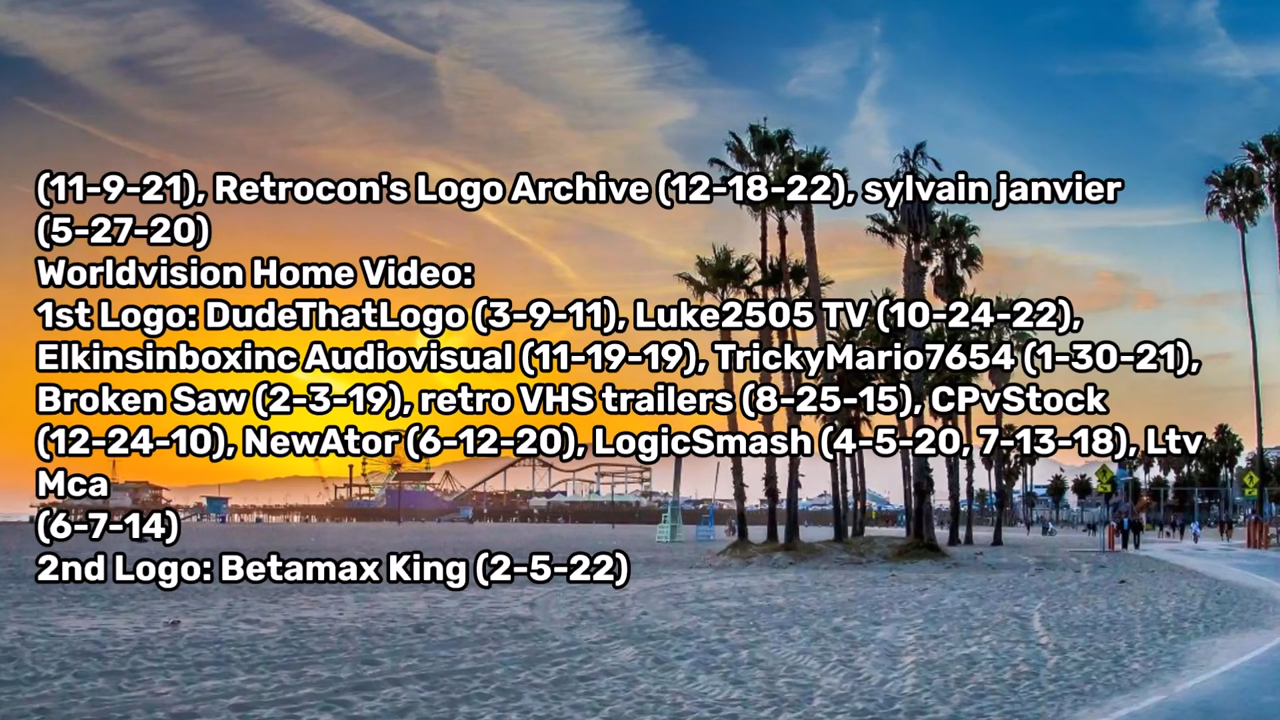 (11-9-21), Retrocon's Logo Archive (12-18-22), sylvain janvier
(5-27-20)
Worldvision Home Video:
1st Logo: DudeThatLogo (3-9-11), Luke2505 TV (10-24-22),
Elkinsinboxinc Audiovisual (11-19-19), TrickyMario7654 (1-30-21),
Broken Saw (2-3-19), retro VHS trailers (8-25-15), CPvStock
(12-24-10), NewAtor (6-12-20), LogicSmash (4-5-20, 7-13-18), Ltv
Mca
(6-7-14)
2nd Logo: Betamax King (2-5-22)